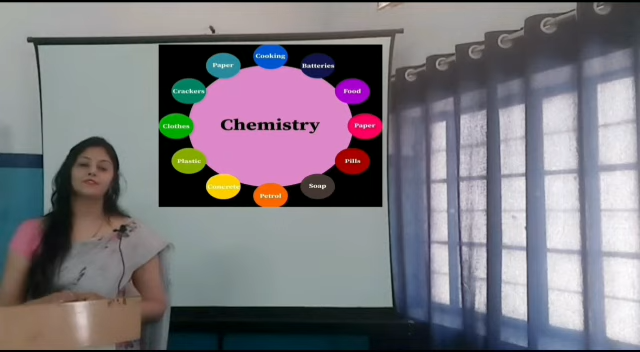 Cooking
Batteries
Food
Paper
Pills
Soap
Petrol
Concrete
Plastic
Clothes
Crackers
Paper
Chemistry